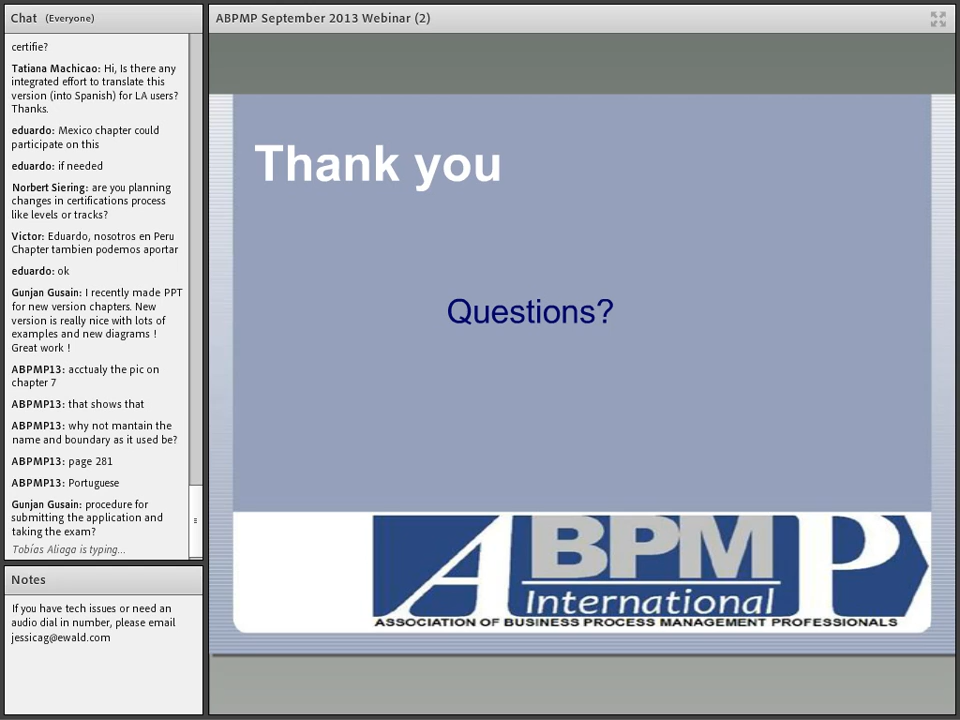 Chat (Everyone)
certifie?
Tatiana Machicao: Hi, Is there any
integrated effort to translate this
version (into Spanish) for LA users?
Thanks.
eduardo: Mexico chapter could
participate on this
eduardo: if needed
Norbert Siering: are you planning
changes in certifications process
like levels or tracks?
Victor: Eduardo, nosotros en Peru
Chapter tambien podemos aportar
eduardo: ok
Gunjan Gusain: I recently made PPT
for new version chapters. New
version is really nice with lots of
examples and new diagrams !
Great work !
ABPMP13: acctualy the pic on
chapter 7
ABPMP13: that shows that
ABPMP13: why not mantain the
name and boundary as it used be?
ABPMP13: page 281
ABPMP13: Portuguese
Gunjan Gusain: procedure for
submitting the application and
taking the exam?
Tobías Aliaga is typing...
Notes
If you have tech issues or need an
audio dial in number, please email
jessicag@ewald.com
ABPMP September 2013 Webinar (2)
Thank you
Questions?
ABPMP
International
ASSOCIATION OF BUSINESS PROCESS MANAGEMENT PROFESSIONALS